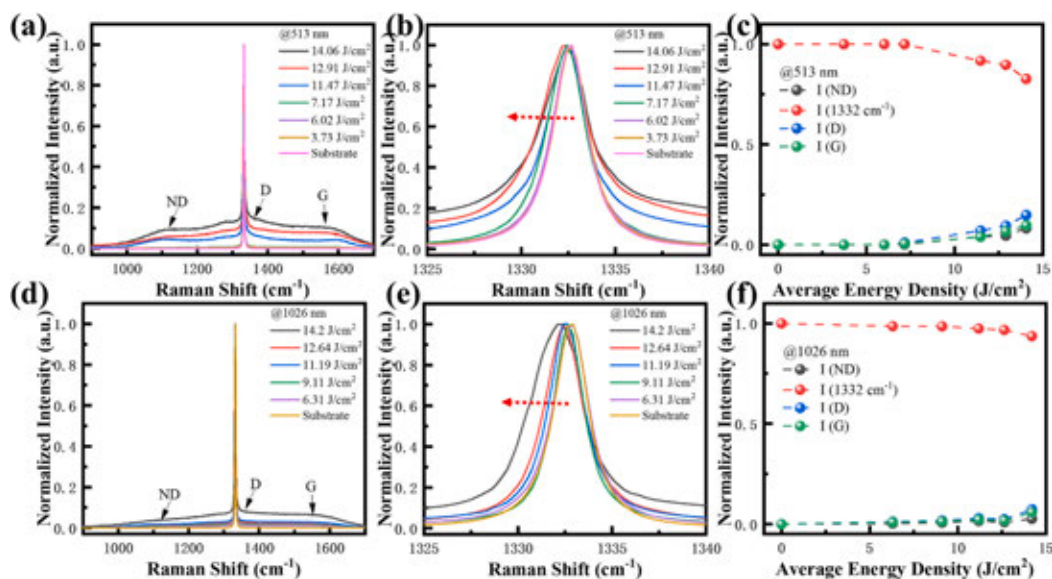 (a)
Normalized Intensity (a.u.)
1.0
0.8
0.6
0.4
0.2
0.0
@513 nm
14.06 J/cm²
12.91 J/cm²
11.47 J/cm²
7.17 J/cm²
6.02 J/cm²
3.73 J/cm²
Substrate
ND
D
G
1000 1200 1400 1600
Raman Shift (cm⁻¹)
(b)
Normalized Intensity (a.u.)
1.0
0.8
0.6
0.4
0.2
0.0
@513 nm
14.06 J/cm²
12.91 J/cm²
11.47 J/cm²
7.17 J/cm²
6.02 J/cm²
3.73 J/cm²
Substrate
1325 1330 1335 1340
Raman Shift (cm⁻¹)
(c)
Normalized Intensity (a.u.)
1.0
0.5
0.0
@513 nm
I (ND)
I (1332 cm⁻¹)
I (D)
I (G)
0 5 10 15
Average Energy Density (J/cm²)
(d)
Normalized Intensity (a.u.)
1.0
0.8
0.6
0.4
0.2
0.0
@1026 nm
14.2 J/cm²
12.64 J/cm²
11.19 J/cm²
9.11 J/cm²
6.31 J/cm²
Substrate
ND
D
G
1000 1200 1400 1600
Raman Shift (cm⁻¹)
(e)
Normalized Intensity (a.u.)
1.0
0.8
0.6
0.4
0.2
0.0
@1026 nm
14.2 J/cm²
12.64 J/cm²
11.19 J/cm²
9.11 J/cm²
6.31 J/cm²
Substrate
1325 1330 1335 1340
Raman Shift (cm⁻¹)
(f)
Normalized Intensity (a.u.)
1.0
0.5
0.0
@1026 nm
I (ND)
I (1332 cm⁻¹)
I (D)
I (G)
0 5 10 15
Average Energy Density (J/cm²)